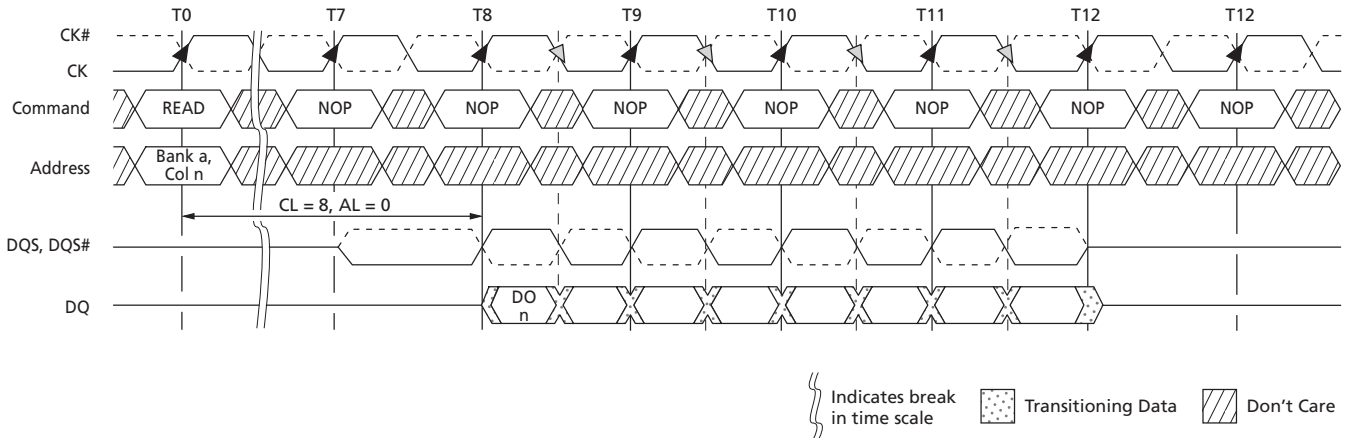 T0 T7 T8 T9 T10 T11 T12 T12
CK#
CK
Command READ NOP NOP NOP NOP NOP NOP NOP
Address Bank a,
Col n
CL = 8, AL = 0
DQS, DQS#
DQ DO
n
Indicates break
in time scale
Transitioning Data
Don't Care